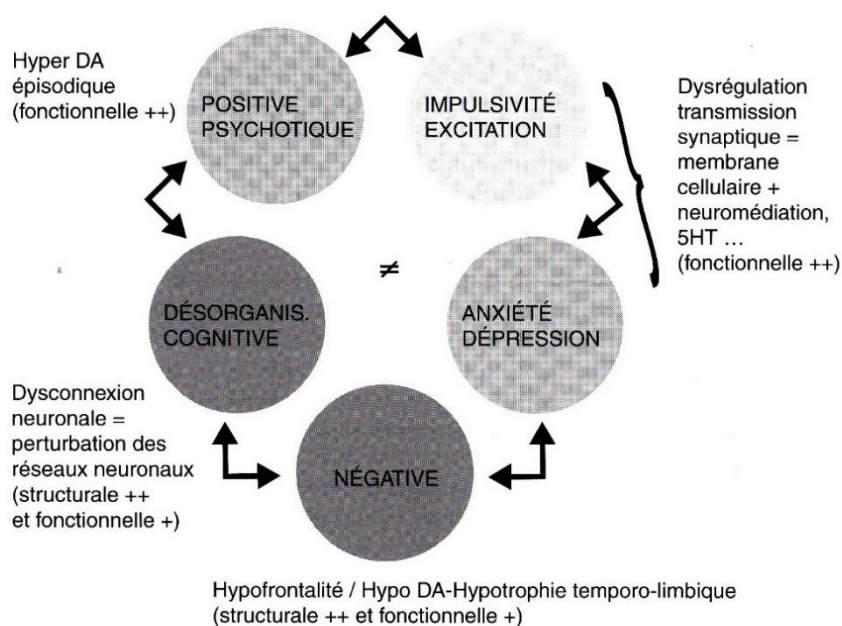 Hyper DA
épisodique
(fonctionnelle ++)
POSITIVE
PSYCHOTIQUE
IMPULSIVITÉ
EXCITATION
Dysrégulation
transmission
synaptique =
membrane
cellulaire +
neuromédiation,
5HT ...
(fonctionnelle ++)
≠
DÉSORGANIS.
COGNITIVE
ANXIÉTÉ
DÉPRESSION
Dysconnexion
neuronale =
perturbation des
réseaux neuronaux
(structurale ++
et fonctionnelle +)
NÉGATIVE
Hypofrontalité / Hypo DA-Hypotrophie temporo-limbique
(structurale ++ et fonctionnelle +)